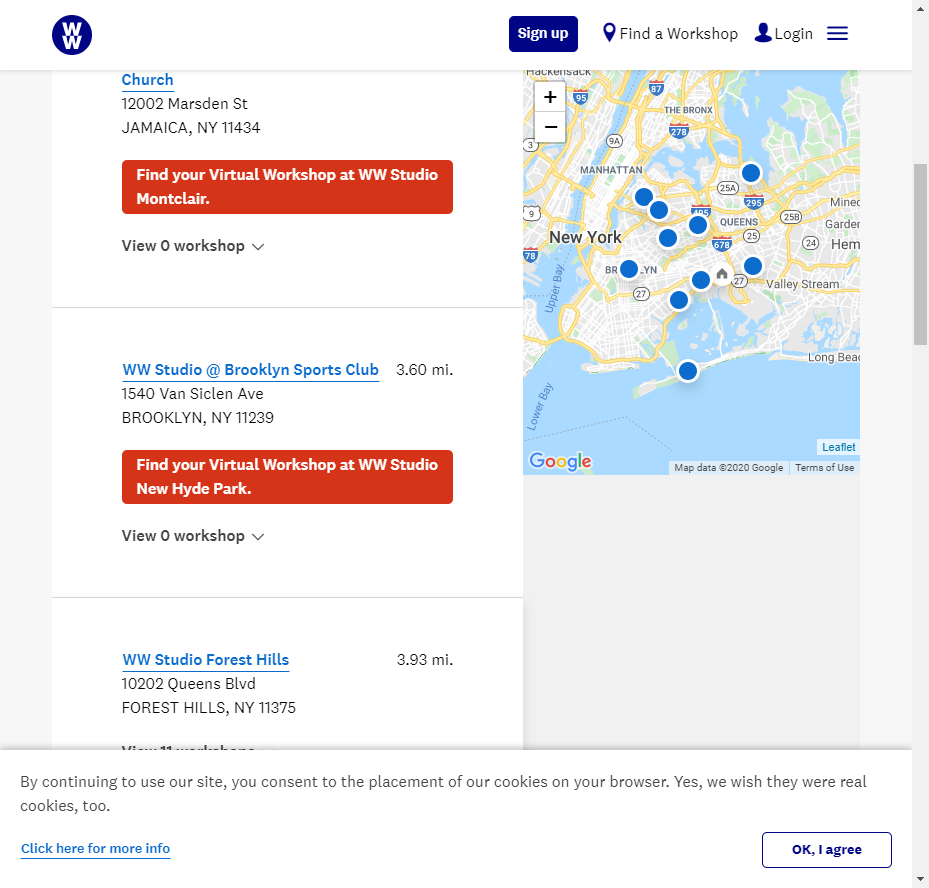 WW
Sign up
Find a Workshop
Login
Church
12002 Marsden St
JAMAICA, NY 11434
Find your Virtual Workshop at WW Studio
Montclair.
View 0 workshop
WW Studio @ Brooklyn Sports Club 3.60 mi.
1540 Van Siclen Ave
BROOKLYN, NY 11239
Find your Virtual Workshop at WW Studio
New Hyde Park.
View 0 workshop
WW Studio Forest Hills 3.93 mi.
10202 Queens Blvd
FOREST HILLS, NY 11375
View 11 workshops
Hackensack
+
−
95
87
THE BRONX
278
3
9A
MANHATTAN
25A
295
9
495
QUEENS
25B
Garden
New York
678
25
24
Hem
78
27
Valley Stream
27
Upper Bay
Long Beac
Lower Bay
Leaflet
Google
Map data ©2020 Google
Terms of Use
By continuing to use our site, you consent to the placement of our cookies on your browser. Yes, we wish they were real
cookies, too.
Click here for more info
OK, I agree